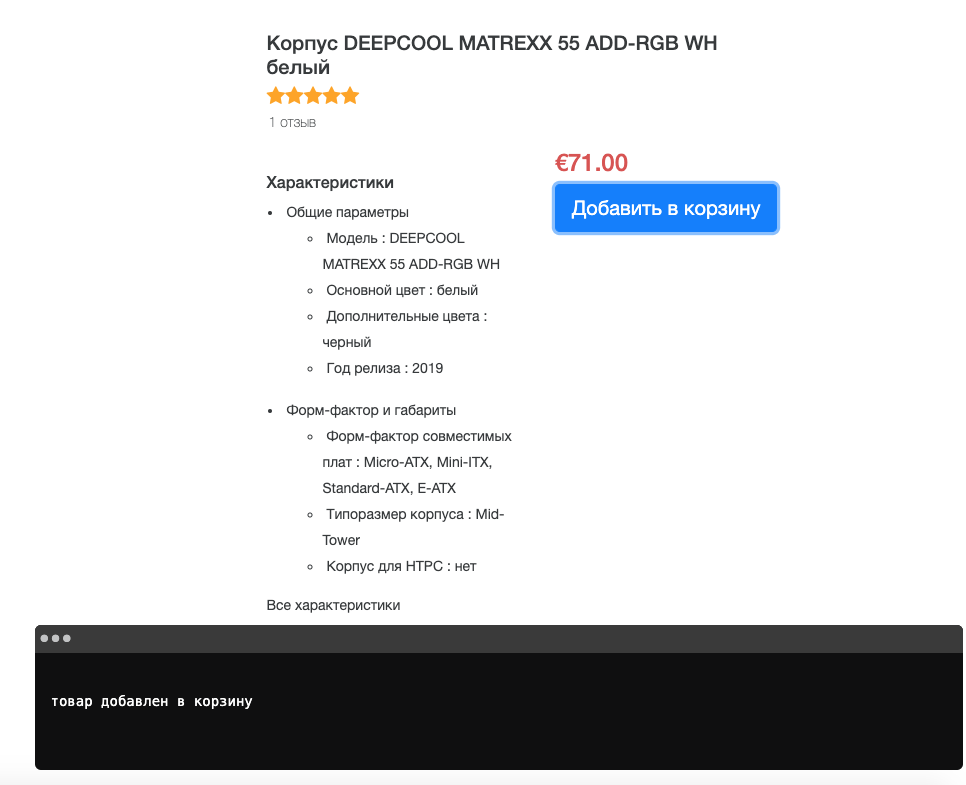 Корпус DEEPCOOL MATREXX 55 ADD-RGB WH
белый
1 отзыв
€71.00
Добавить в корзину
Характеристики
Общие параметры
Модель : DEEPCOOL
MATREXX 55 ADD-RGB WH
Основной цвет : белый
Дополнительные цвета :
черный
Год релиза : 2019
Форм-фактор и габариты
Форм-фактор совместимых
плат : Micro-ATX, Mini-ITX,
Standard-ATX, E-ATX
Типоразмер корпуса : Mid-
Tower
Корпус для HTPC : нет
Все характеристики
товар добавлен в корзину